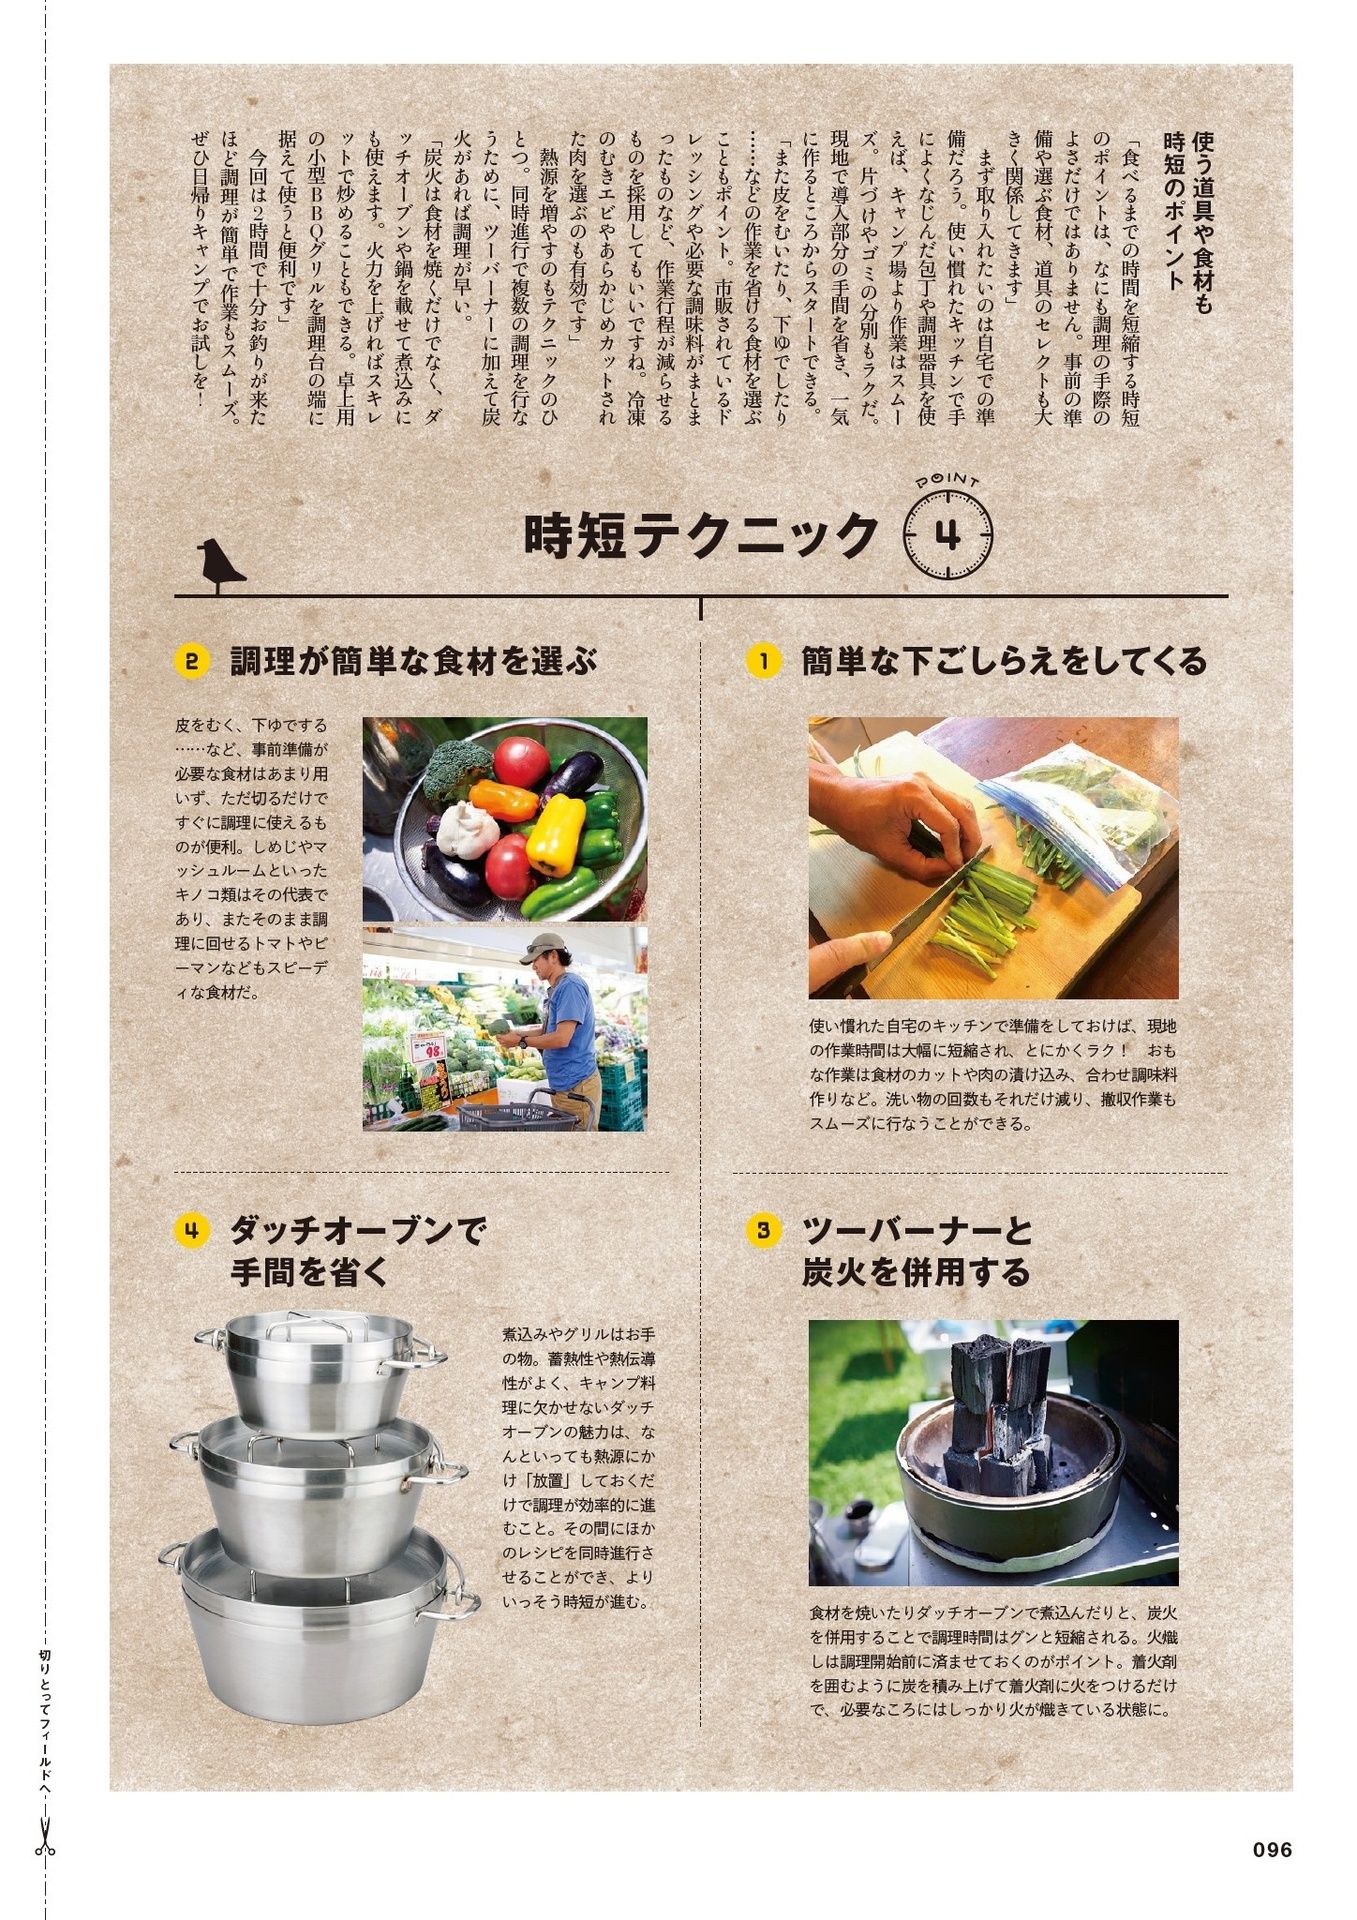 使う道具や食材も
時短のポイント
「食べるまでの時間を短縮する時短
のポイントは、なにも調理の手際の
よさだけではありません。事前の準
備や選ぶ食材、道具のセレクトも大
きく関係してきます」
まず取り入れたいのは自宅での準
備だろう。使い慣れたキッチンで手
によくなじんだ包丁や調理器具を使
えば、キャンプ場より作業はスムー
ズ。片づけやゴミの分別もラクだ。
現地で導入部分の手間を省き、一気
に作るところからスタートできる。
「また皮をむいたり、下ゆでしたり
……などの作業を省ける食材を選ぶ
こともポイント。市販されているド
レッシングや必要な調味料がまとま
ったものなど、作業行程が減らせる
ものを採用してもいいですね。冷凍
のむきエビやあらかじめカットされ
た肉を選ぶのも有効です」
熱源を増やすのもテクニックのひ
とつ。同時進行で複数の調理を行な
うために、ツーバーナーに加えて炭
火があれば調理が早い。
「炭火は食材を焼くだけでなく、ダ
ッチオーブンや鍋を載せて煮込みに
も使えます。火力を上げればスキレ
ットで炒めることもできる。卓上用
の小型BBQグリルを調理台の端に
据えて使うと便利です」
今回は2時間で十分お釣りが来た
ほど調理が簡単で作業もスムーズ。
ぜひ日帰りキャンプでお試しを！
時短テクニック
POINT
4
1 簡単な下ごしらえをしてくる
使い慣れた自宅のキッチンで準備をしておけば、現地
の作業時間は大幅に短縮され、とにかくラク！　おも
な作業は食材のカットや肉の漬け込み、合わせ調味料
作りなど。洗い物の回数もそれだけ減り、撤収作業も
スムーズに行なうことができる。
2 調理が簡単な食材を選ぶ
皮をむく、下ゆでする
……など、事前準備が
必要な食材はあまり用
いず、ただ切るだけで
すぐに調理に使えるも
のが便利。しめじやマ
ッシュルームといった
キノコ類はその代表で
あり、またそのまま調
理に回せるトマトやピ
ーマンなどもスピーデ
ィな食材だ。
98
3 ツーバーナーと
炭火を併用する
食材を焼いたりダッチオーブンで煮込んだりと、炭火
を併用することで調理時間はグンと短縮される。火熾
しは調理開始前に済ませておくのがポイント。着火剤
を囲むように炭を積み上げて着火剤に火をつけるだけ
で、必要なころにはしっかり火が熾きている状態に。
4 ダッチオーブンで
手間を省く
煮込みやグリルはお手
の物。蓄熱性や熱伝導
性がよく、キャンプ料
理に欠かせないダッチ
オーブンの魅力は、な
んといっても熱源にか
け「放置」しておくだ
けで調理が効率的に進
むこと。その間にほか
のレシピを同時進行さ
せることができ、より
いっそう時短が進む。
切りとってフィールドへ
096